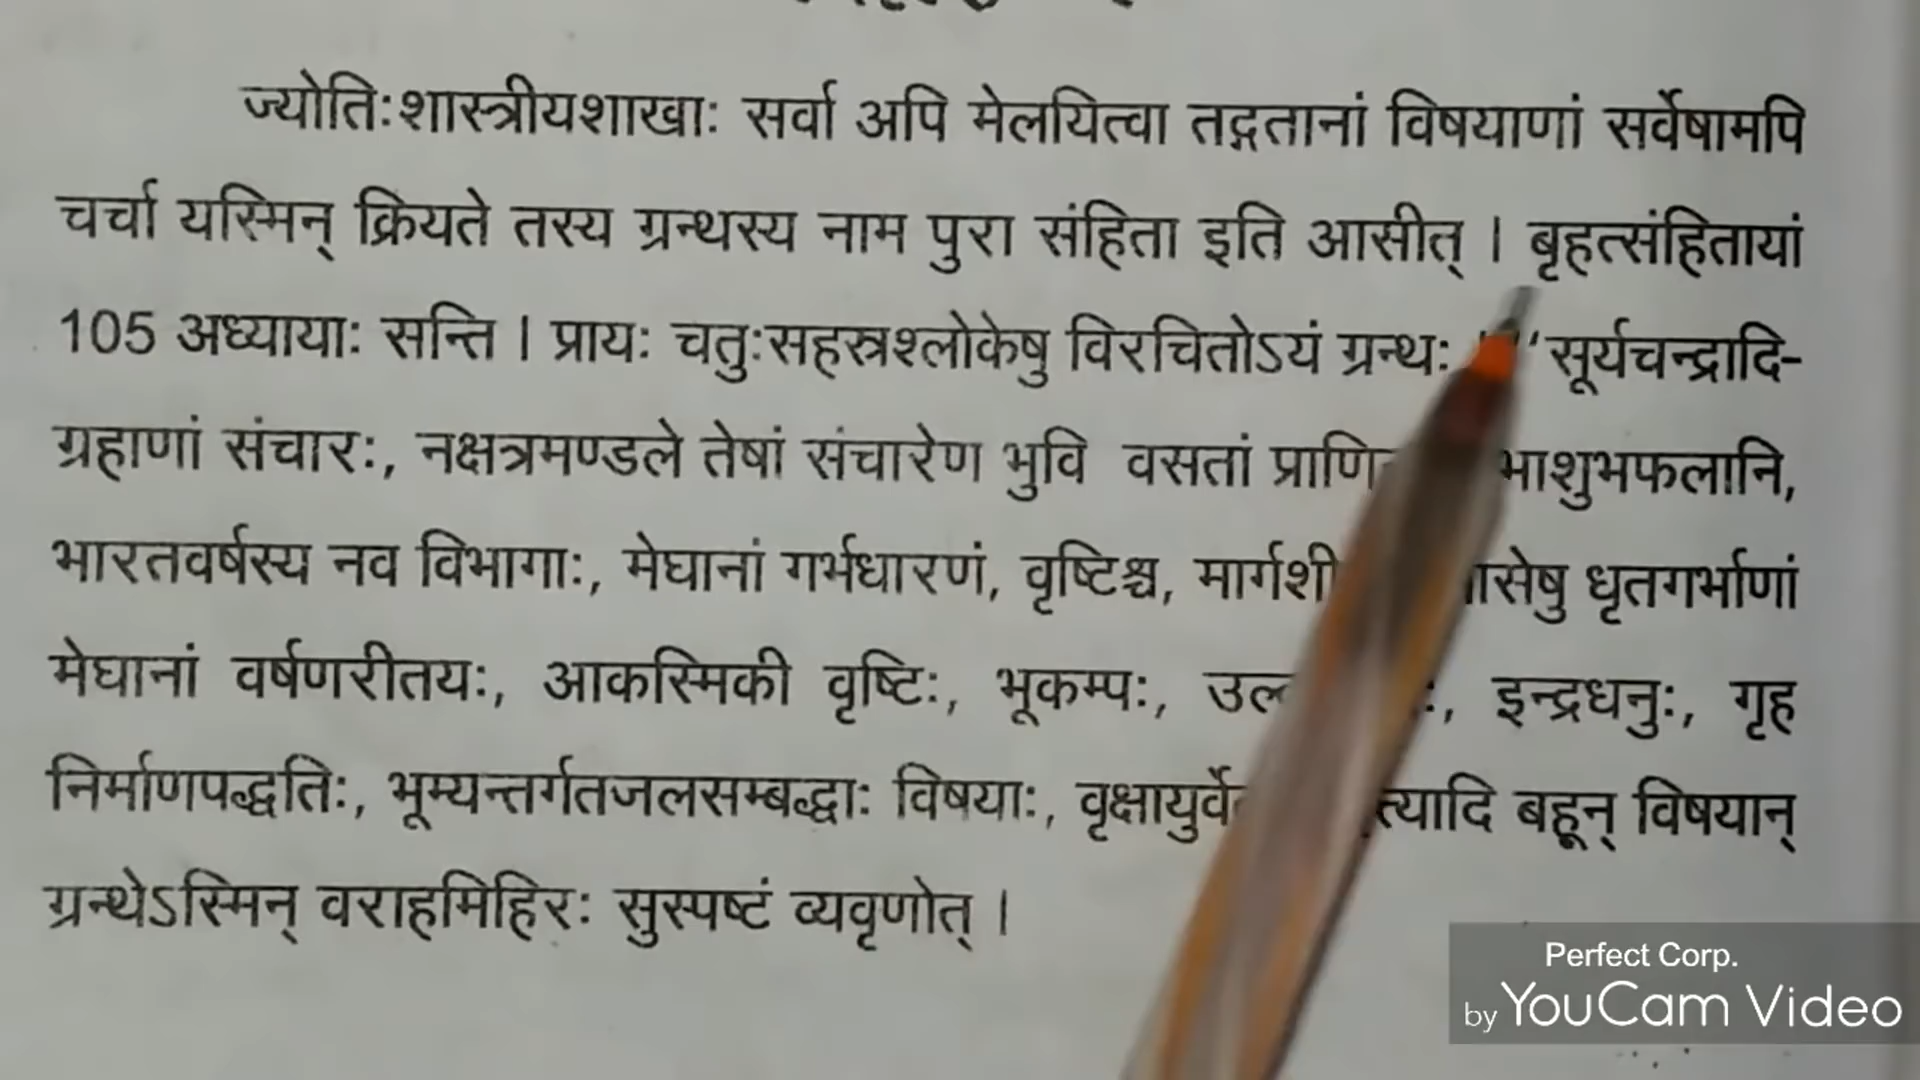 ज्योतिःशास्त्रीयशाखाः सर्वा अपि मेलयित्वा तद्गतानां विषयाणां सर्वेषामपि
चर्चा यस्मिन् क्रियते तस्य ग्रन्थस्य नाम पुरा संहिता इति आसीत् । बृहत्संहितायां
105 अध्यायाः सन्ति । प्रायः चतुःसहस्रश्लोकेषु विरचितोऽयं ग्रन्थः सूर्यचन्द्रादि-
ग्रहाणां संचारः, नक्षत्रमण्डले तेषां संचारेण भुवि वसतां
भारतवर्षस्य नव विभागाः, मेघानां गर्भधारणं, वृष्टिश्च, धृतगर्भाणां
मेघानां वर्षणरीतयः, आकस्मिकी वृष्टिः, भूकम्पः, इन्द्रधनुः, गृह
निर्माणपद्धतिः, भूम्यन्तर्गतजलसम्बद्धाः विषयाः, बहून् विषयान्
ग्रन्थेऽस्मिन् वराहमिहिरः सुस्पष्टं व्यवृणोत् ।
Perfect Corp.
by YouCam Video